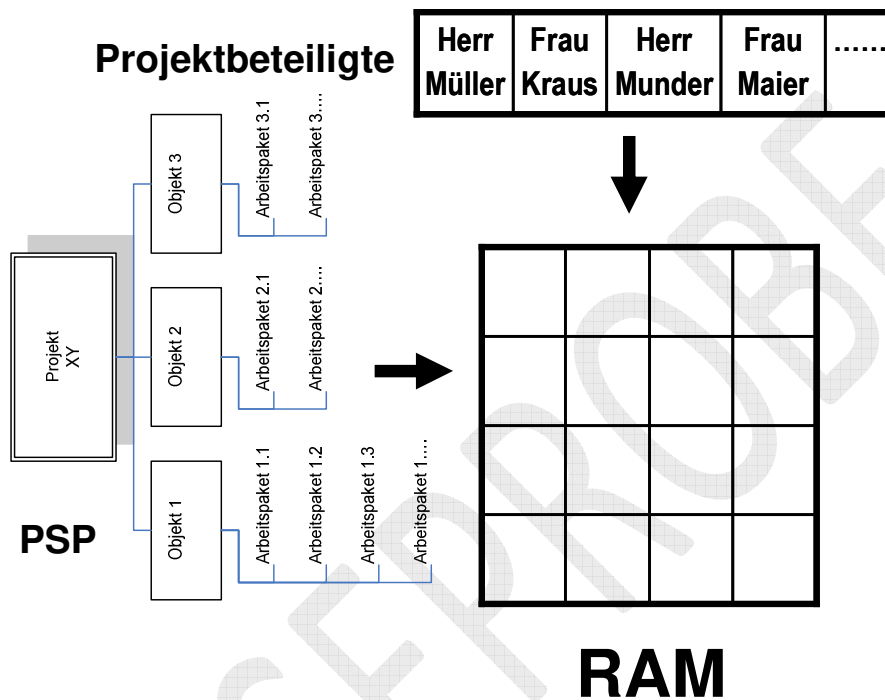 Projektbeteiligte
Herr
Müller
Frau
Kraus
Herr
Munder
Frau
Maier
......
Projekt
XY
Objekt 3
Arbeitspaket 3.1
Arbeitspaket 3....
Objekt 2
Arbeitspaket 2.1
Arbeitspaket 2....
Objekt 1
Arbeitspaket 1.1
Arbeitspaket 1.2
Arbeitspaket 1.3
Arbeitspaket 1....
PSP
RAM
SEPROBE